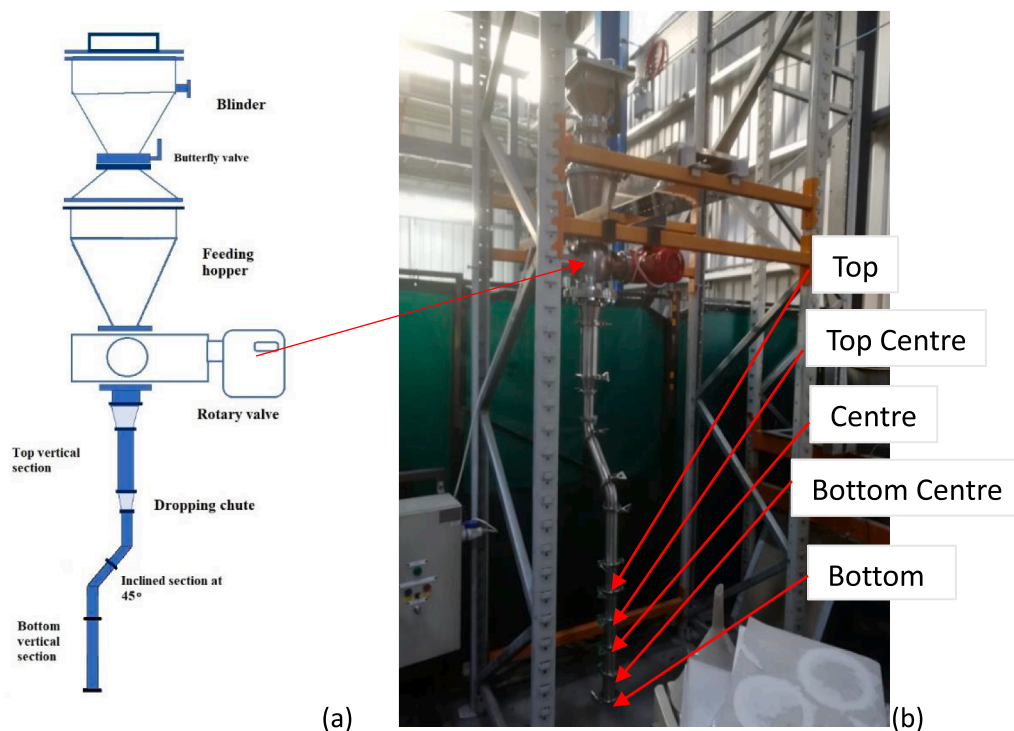 Blinder
Butterfly valve
Feeding
hopper
Rotary valve
Top vertical
section
Dropping chute
Inclined section at
45°
Bottom
vertical
section
(a)
Top
Top Centre
Centre
Bottom Centre
Bottom
(b)